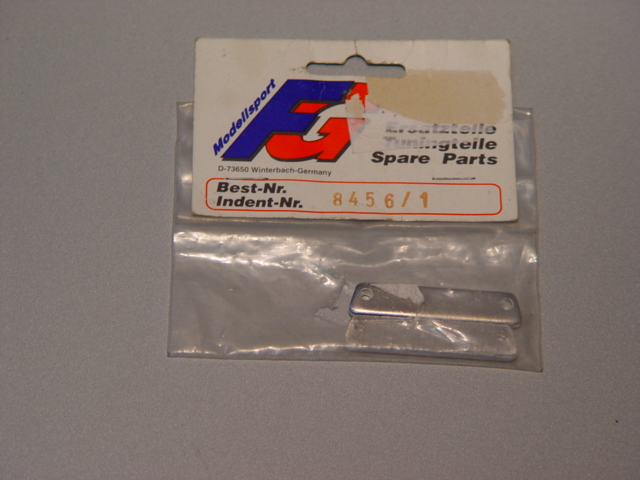 Modellsport
FG
Ersatzteile
Tuningteile
Spare Parts
D-73650 Winterbach-Germany
Best-Nr.
Indent-Nr. 8456/1